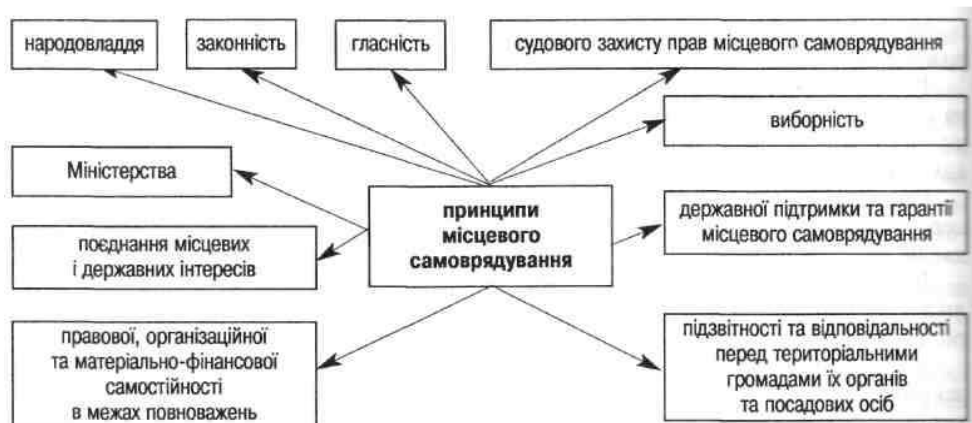 народовладдя
законність
гласність
судового захисту прав місцевого самоврядування
виборність
Міністерства
принципи
місцевого
самоврядування
державної підтримки та гарантії
місцевого самоврядування
поєднання місцевих
і державних інтересів
правової, організаційної
та матеріально-фінансової
самостійності
в межах повноважень
підзвітності та відповідальності
перед територіальними
громадами їх органів
та посадових осіб